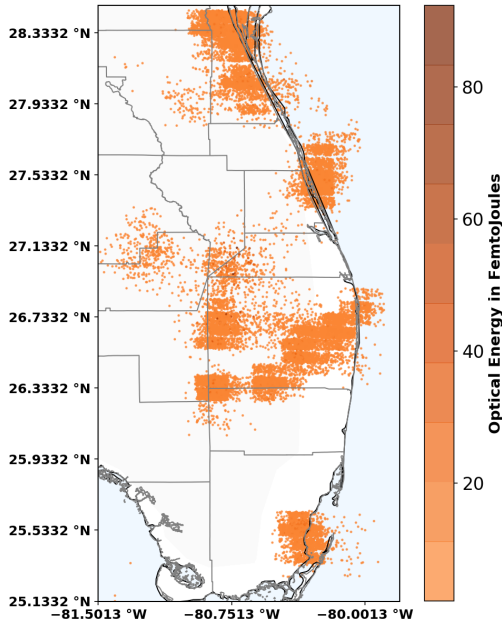 28.3332 °N
27.9332 °N
27.5332 °N
27.1332 °N
26.7332 °N
26.3332 °N
25.9332 °N
25.5332 °N
25.1332 °N
−81.5013 °W
−80.7513 °W
−80.0013 °W
80
60
40
20
Optical Energy in FemtoJoules